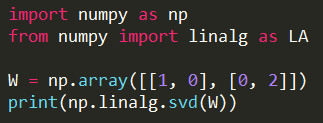 import numpy as np
from numpy import linalg as LA
W = np.array([[1, 0], [0, 2]])
print(np.linalg.svd(W))